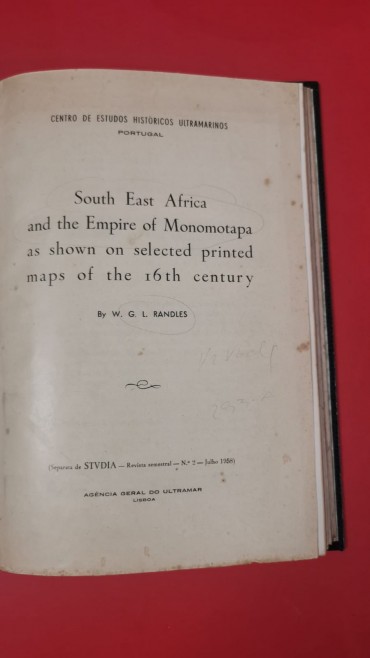 CENTRO DE ESTUDOS HISTÓRICOS ULTRAMARINOS
PORTUGAL
South East Africa
and the Empire of Monomotapa
as shown on selected printed
maps of the 16th century
By W. G. L. RANDLES
(Separata de STVDIA — Revista semestral — N.º 2 — Julho 1958)
AGÊNCIA GERAL DO ULTRAMAR
LISBOA